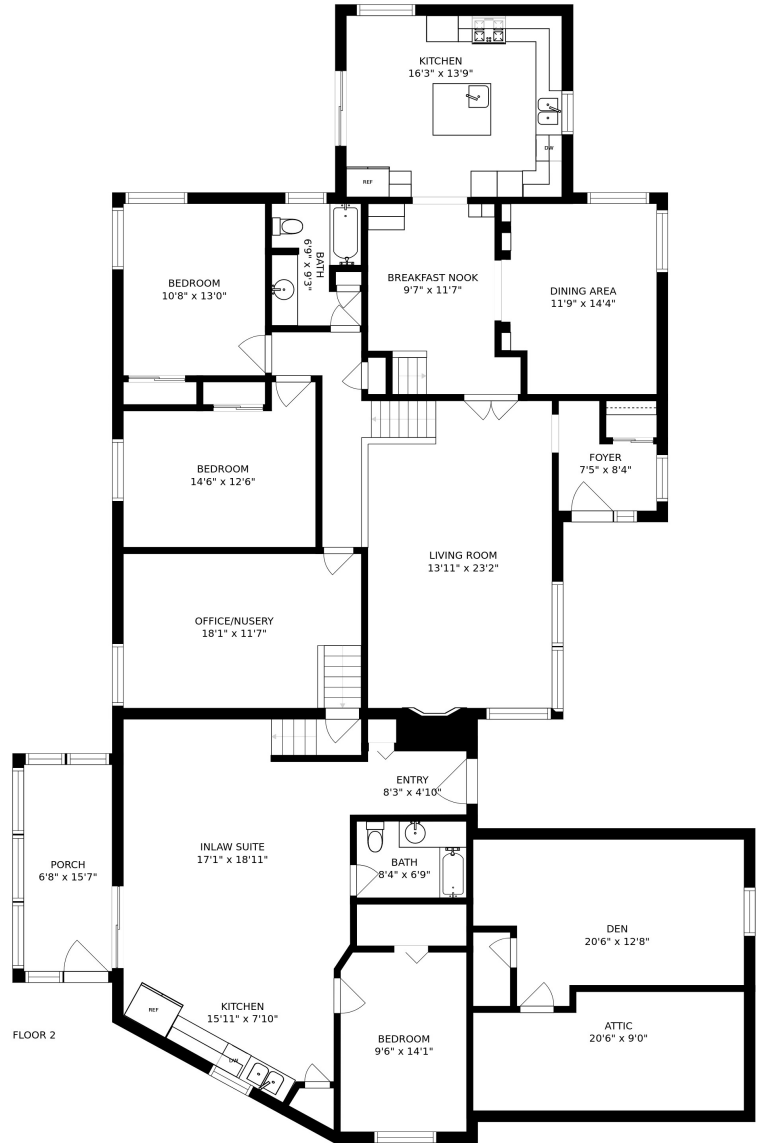 KITCHEN
16'3" x 13'9"
DW
REF
BEDROOM
10'8" x 13'0"
BATH
6'9" x 9'3"
BREAKFAST NOOK
9'7" x 11'7"
DINING AREA
11'9" x 14'4"
BEDROOM
14'6" x 12'6"
FOYER
7'5" x 8'4"
LIVING ROOM
13'11" x 23'2"
OFFICE/NUSERY
18'1" x 11'7"
ENTRY
8'3" x 4'10"
INLAW SUITE
17'1" x 18'11"
PORCH
6'8" x 15'7"
BATH
8'4" x 6'9"
DEN
20'6" x 12'8"
KITCHEN
15'11" x 7'10"
REF
DW
BEDROOM
9'6" x 14'1"
ATTIC
20'6" x 9'0"
FLOOR 2